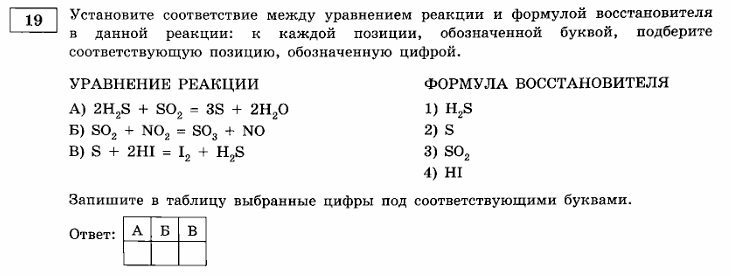 19
Установите соответствие между уравнением реакции и формулой восстановителя
в данной реакции: к каждой позиции, обозначенной буквой, подберите
соответствующую позицию, обозначенную цифрой.
УРАВНЕНИЕ РЕАКЦИИ
А) 2H₂S + SO₂ = 3S + 2H₂O
Б) SO₂ + NO₂ = SO₃ + NO
В) S + 2HI = I₂ + H₂S
ФОРМУЛА ВОССТАНОВИТЕЛЯ
1) H₂S
2) S
3) SO₂
4) HI
Запишите в таблицу выбранные цифры под соответствующими буквами.
Ответ: А Б В